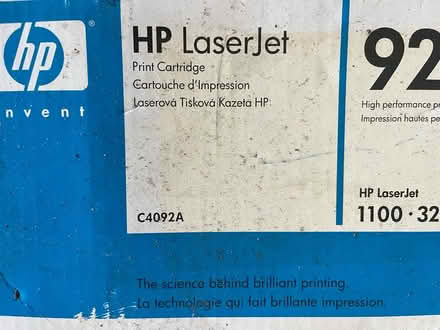 hp
invent
HP LaserJet
Print Cartridge
Cartouche d'Impression
Laserová Tisková Kazeta HP
C4092A
92
High performance p
Impression hautes pe
HP LaserJet
1100 · 32
The science behind brilliant printing.
La technologie qui fait brillante impression.